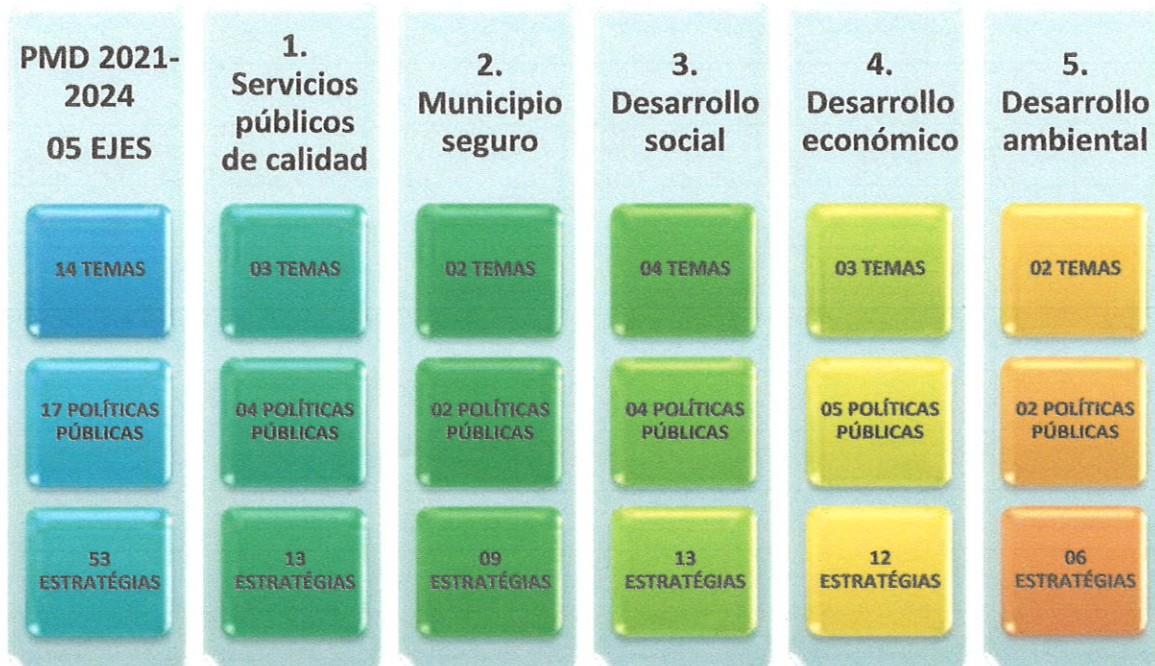 PMD 2021-
2024
05 EJES
14 TEMAS
17 POLÍTICAS
PÚBLICAS
53
ESTRATÉGIAS
1.
Servicios
públicos
de calidad
03 TEMAS
04 POLÍTICAS
PÚBLICAS
13
ESTRATÉGIAS
2.
Municipio
seguro
02 TEMAS
02 POLÍTICAS
PÚBLICAS
09
ESTRATÉGIAS
3.
Desarrollo
social
04 TEMAS
04 POLÍTICAS
PÚBLICAS
13
ESTRATÉGIAS
4.
Desarrollo
económico
03 TEMAS
05 POLÍTICAS
PÚBLICAS
12
ESTRATÉGIAS
5.
Desarrollo
ambiental
02 TEMAS
02 POLÍTICAS
PÚBLICAS
06
ESTRATÉGIAS